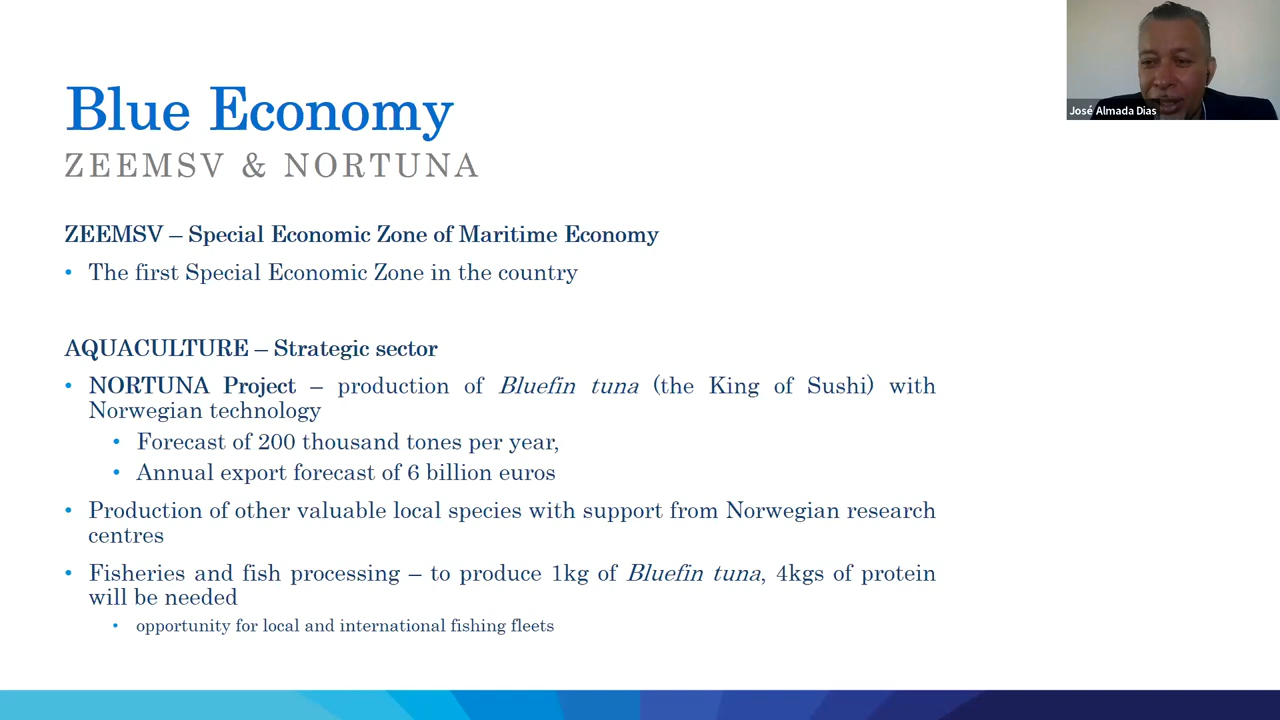 José Almada Dias
Blue Economy
ZEEMSV & NORTUNA
ZEEMSV – Special Economic Zone of Maritime Economy
• The first Special Economic Zone in the country
AQUACULTURE – Strategic sector
• NORTUNA Project – production of Bluefin tuna (the King of Sushi) with
Norwegian technology
• Forecast of 200 thousand tones per year,
• Annual export forecast of 6 billion euros
• Production of other valuable local species with support from Norwegian research
centres
• Fisheries and fish processing – to produce 1kg of Bluefin tuna, 4kgs of protein
will be needed
• opportunity for local and international fishing fleets